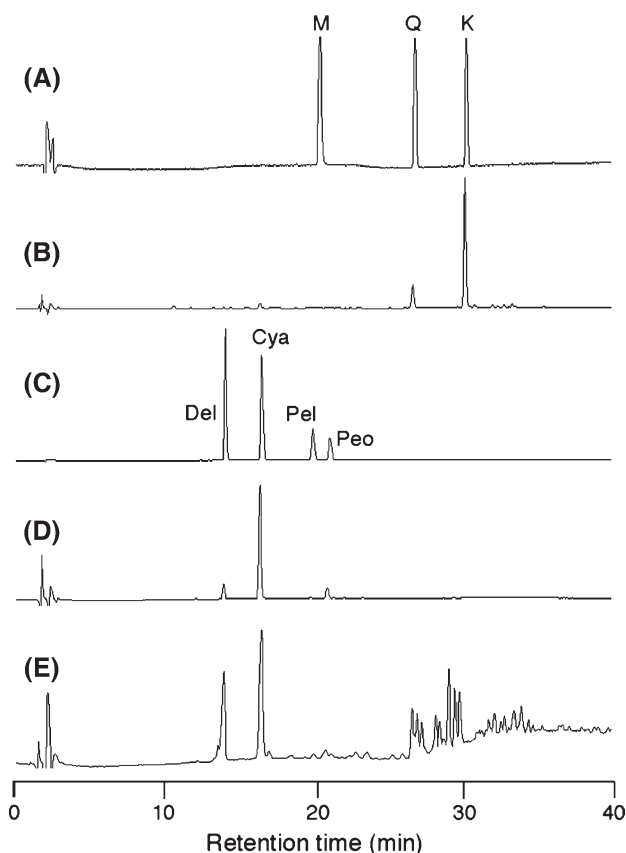 M Q K
(A)
(B)
(C)
Cya
Del
Pel
Peo
(D)
(E)
0 10 20 30 40
Retention time (min)